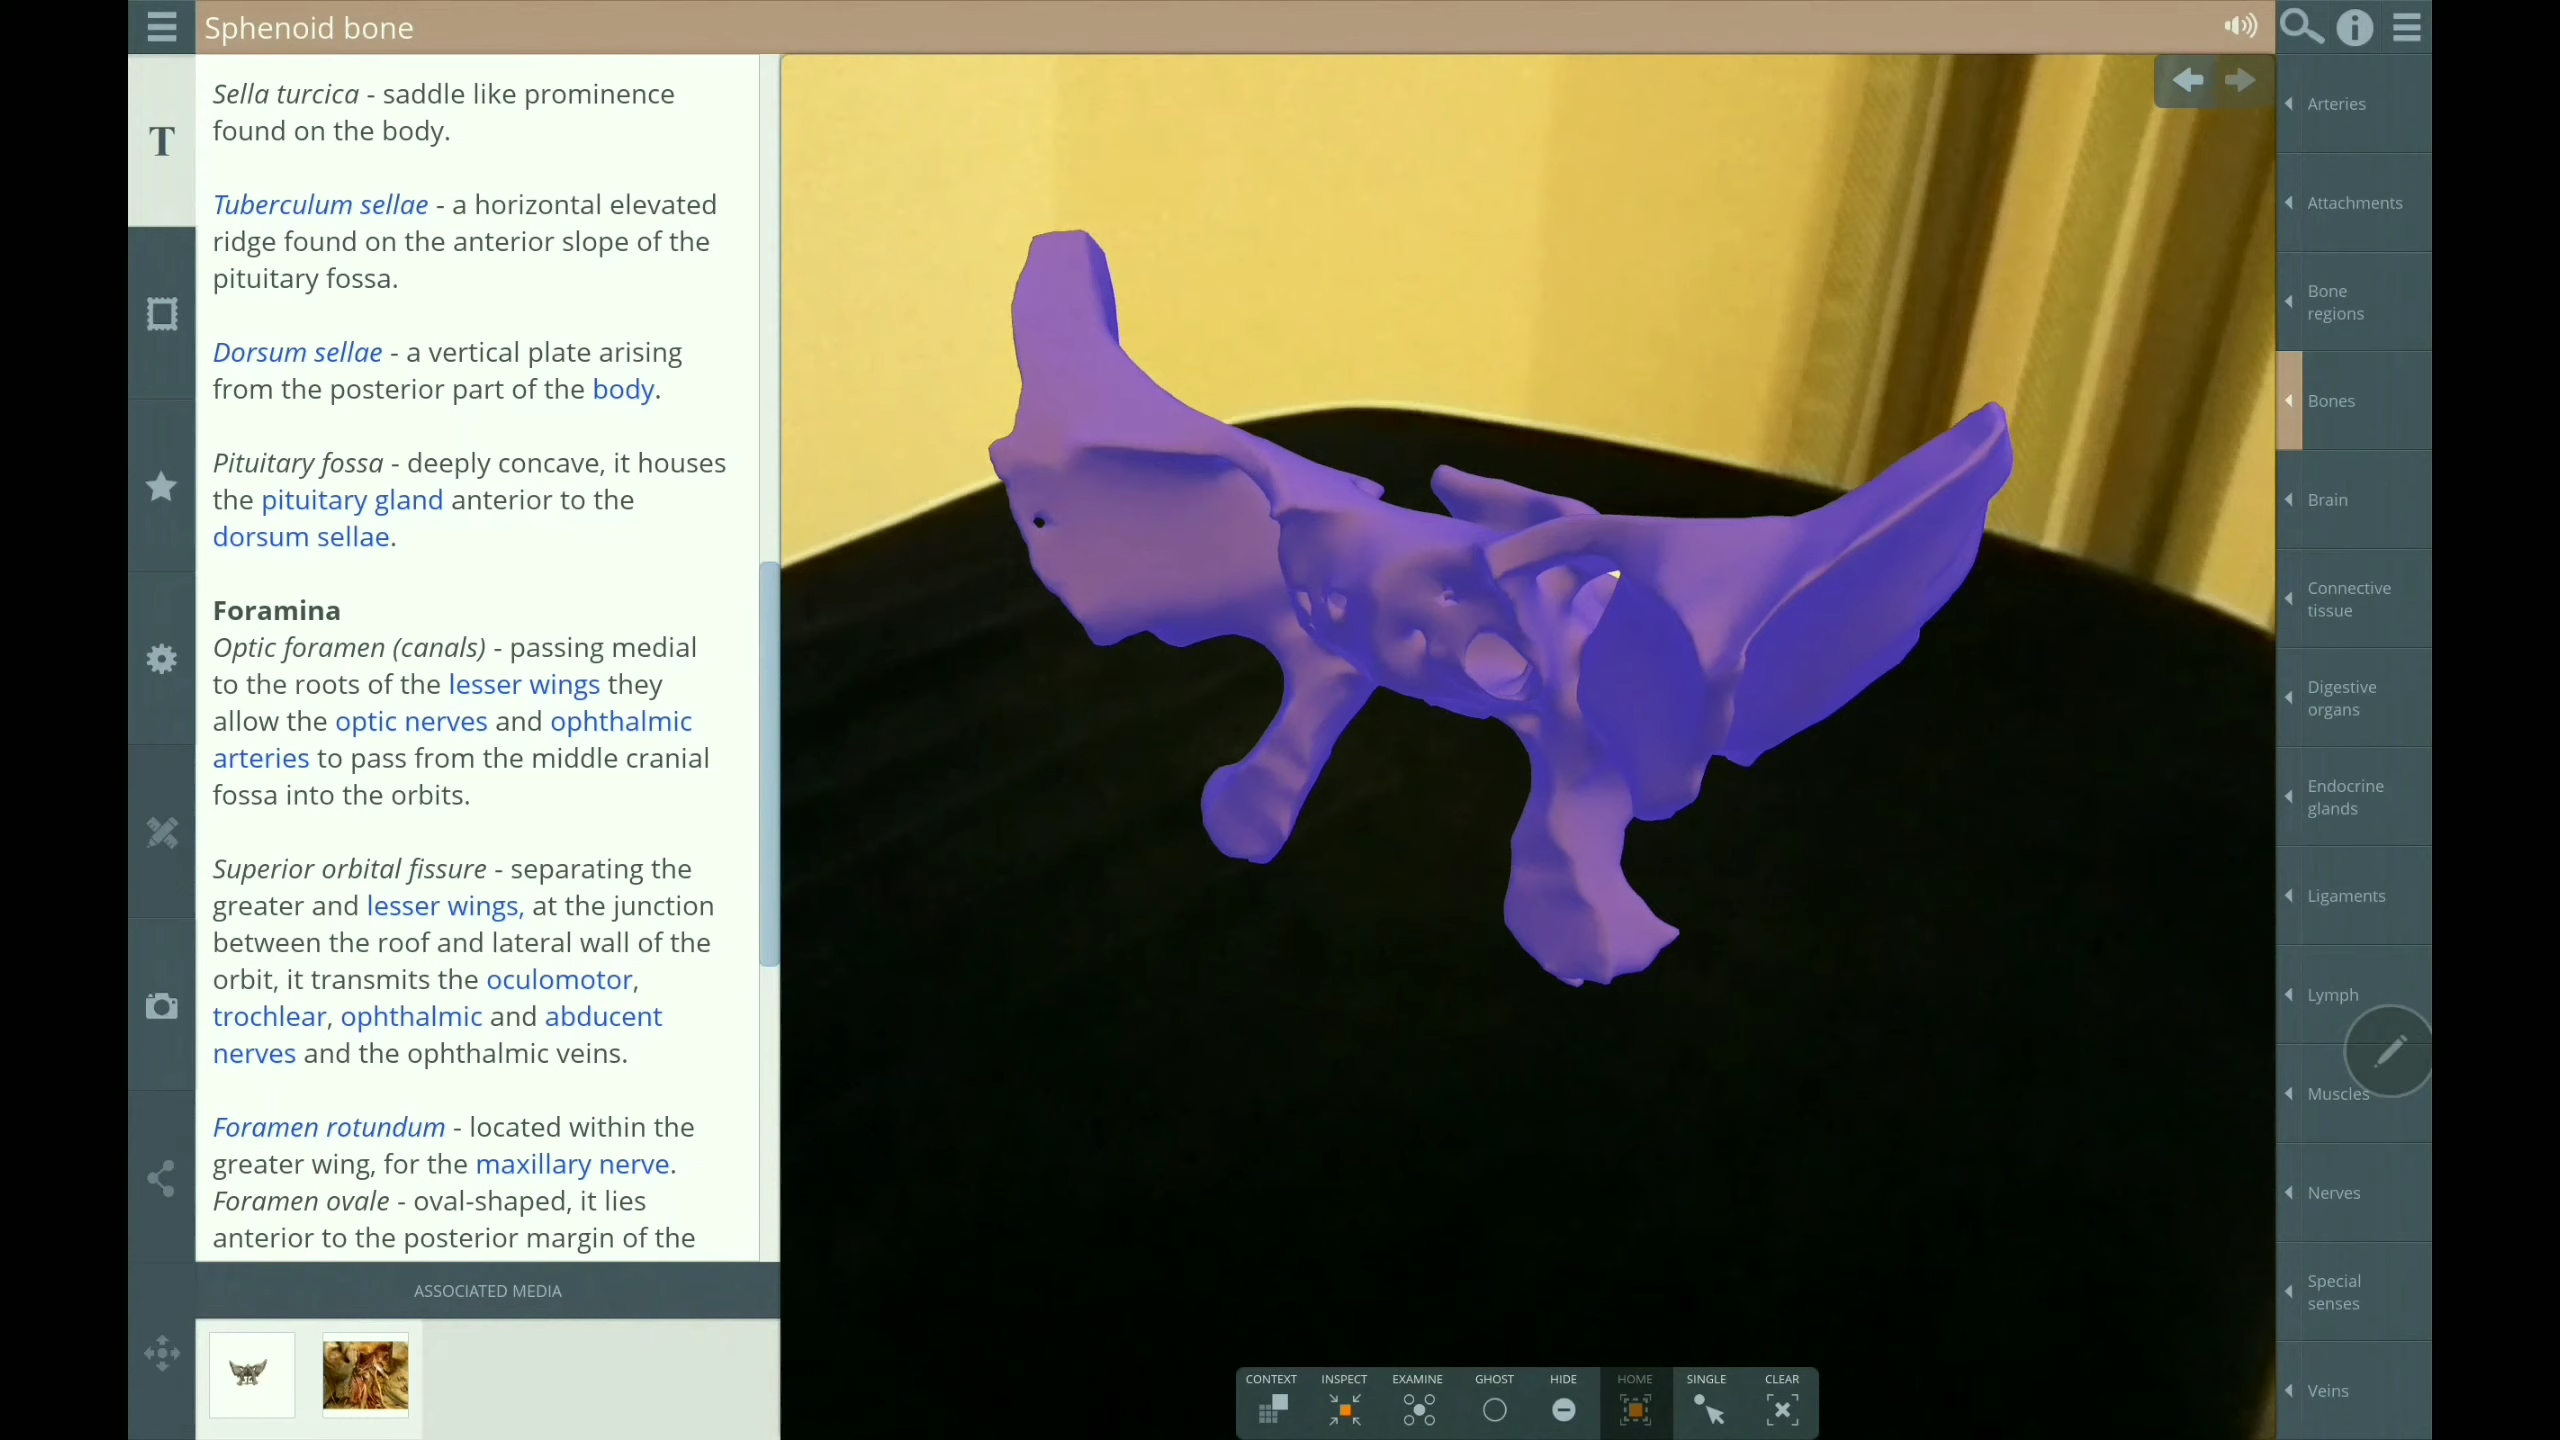 Sphenoid bone
T
Sella turcica - saddle like prominence
found on the body.
Tuberculum sellae - a horizontal elevated
ridge found on the anterior slope of the
pituitary fossa.
Dorsum sellae - a vertical plate arising
from the posterior part of the body.
Pituitary fossa - deeply concave, it houses
the pituitary gland anterior to the
dorsum sellae.
Foramina
Optic foramen (canals) - passing medial
to the roots of the lesser wings they
allow the optic nerves and ophthalmic
arteries to pass from the middle cranial
fossa into the orbits.
Superior orbital fissure - separating the
greater and lesser wings, at the junction
between the roof and lateral wall of the
orbit, it transmits the oculomotor,
trochlear, ophthalmic and abducent
nerves and the ophthalmic veins.
Foramen rotundum - located within the
greater wing, for the maxillary nerve.
Foramen ovale - oval-shaped, it lies
anterior to the posterior margin of the
ASSOCIATED MEDIA
CONTEXT INSPECT EXAMINE GHOST HIDE HOME SINGLE CLEAR
Arteries
Attachments
Bone
regions
Bones
Brain
Connective
tissue
Digestive
organs
Endocrine
glands
Ligaments
Lymph
Muscles
Nerves
Special
senses
Veins